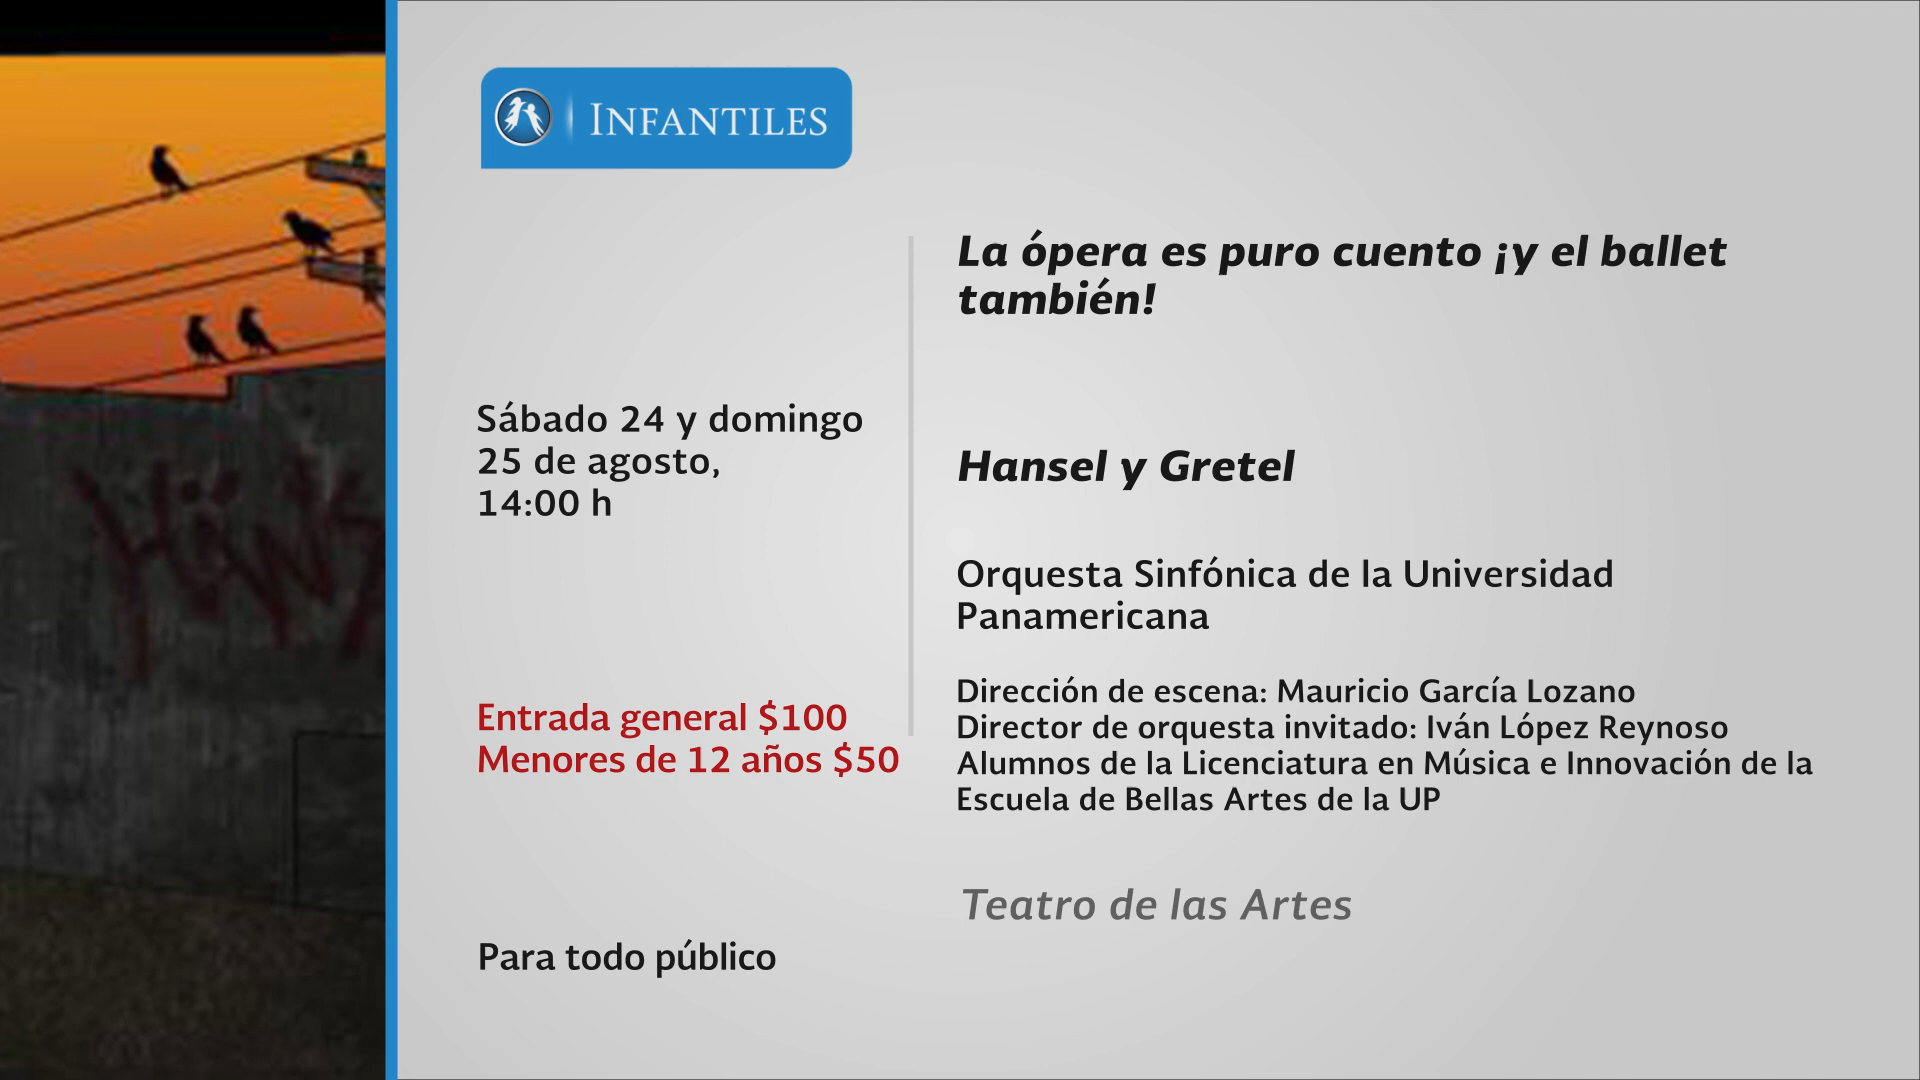 INFANTILES
La ópera es puro cuento ¡y el ballet
también!
Sábado 24 y domingo
25 de agosto,
14:00 h
Hansel y Gretel
Orquesta Sinfónica de la Universidad
Panamericana
Entrada general $100
Menores de 12 años $50
Dirección de escena: Mauricio García Lozano
Director de orquesta invitado: Iván López Reynoso
Alumnos de la Licenciatura en Música e Innovación de la
Escuela de Bellas Artes de la UP
Teatro de las Artes
Para todo público